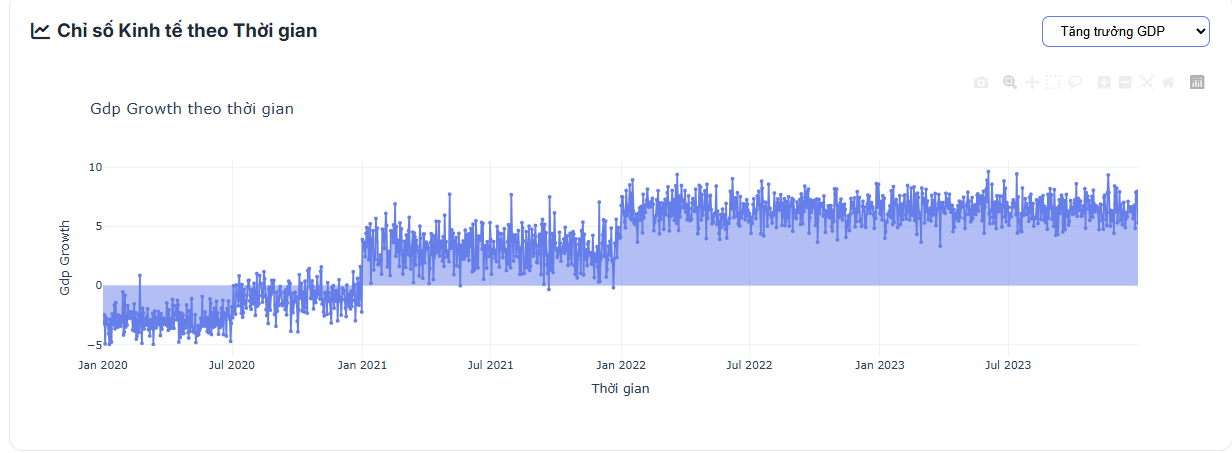 Chỉ số Kinh tế theo Thời gian
Tăng trưởng GDP
Gdp Growth theo thời gian
10
5
0
−5
Gdp Growth
Jan 2020
Jul 2020
Jan 2021
Jul 2021
Jan 2022
Jul 2022
Jan 2023
Jul 2023
Thời gian